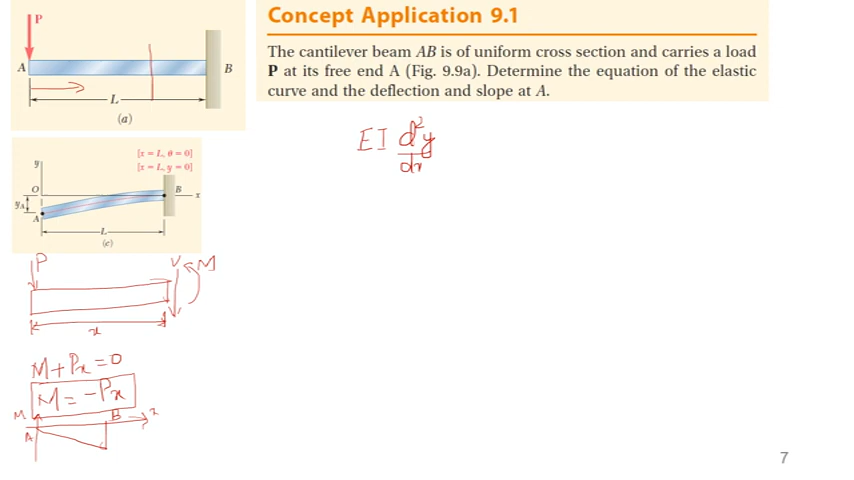 Concept Application 9.1
The cantilever beam AB is of uniform cross section and carries a load
P at its free end A (Fig. 9.9a). Determine the equation of the elastic
curve and the deflection and slope at A.
P
A
B
L
(a)
EI d²y
dx
[x = L, θ = 0]
[x = L, y = 0]
y
O
B
x
yA
A
L
(c)
P
V
M
x
M + Px = 0
M = -Px
M
B
x
A
7